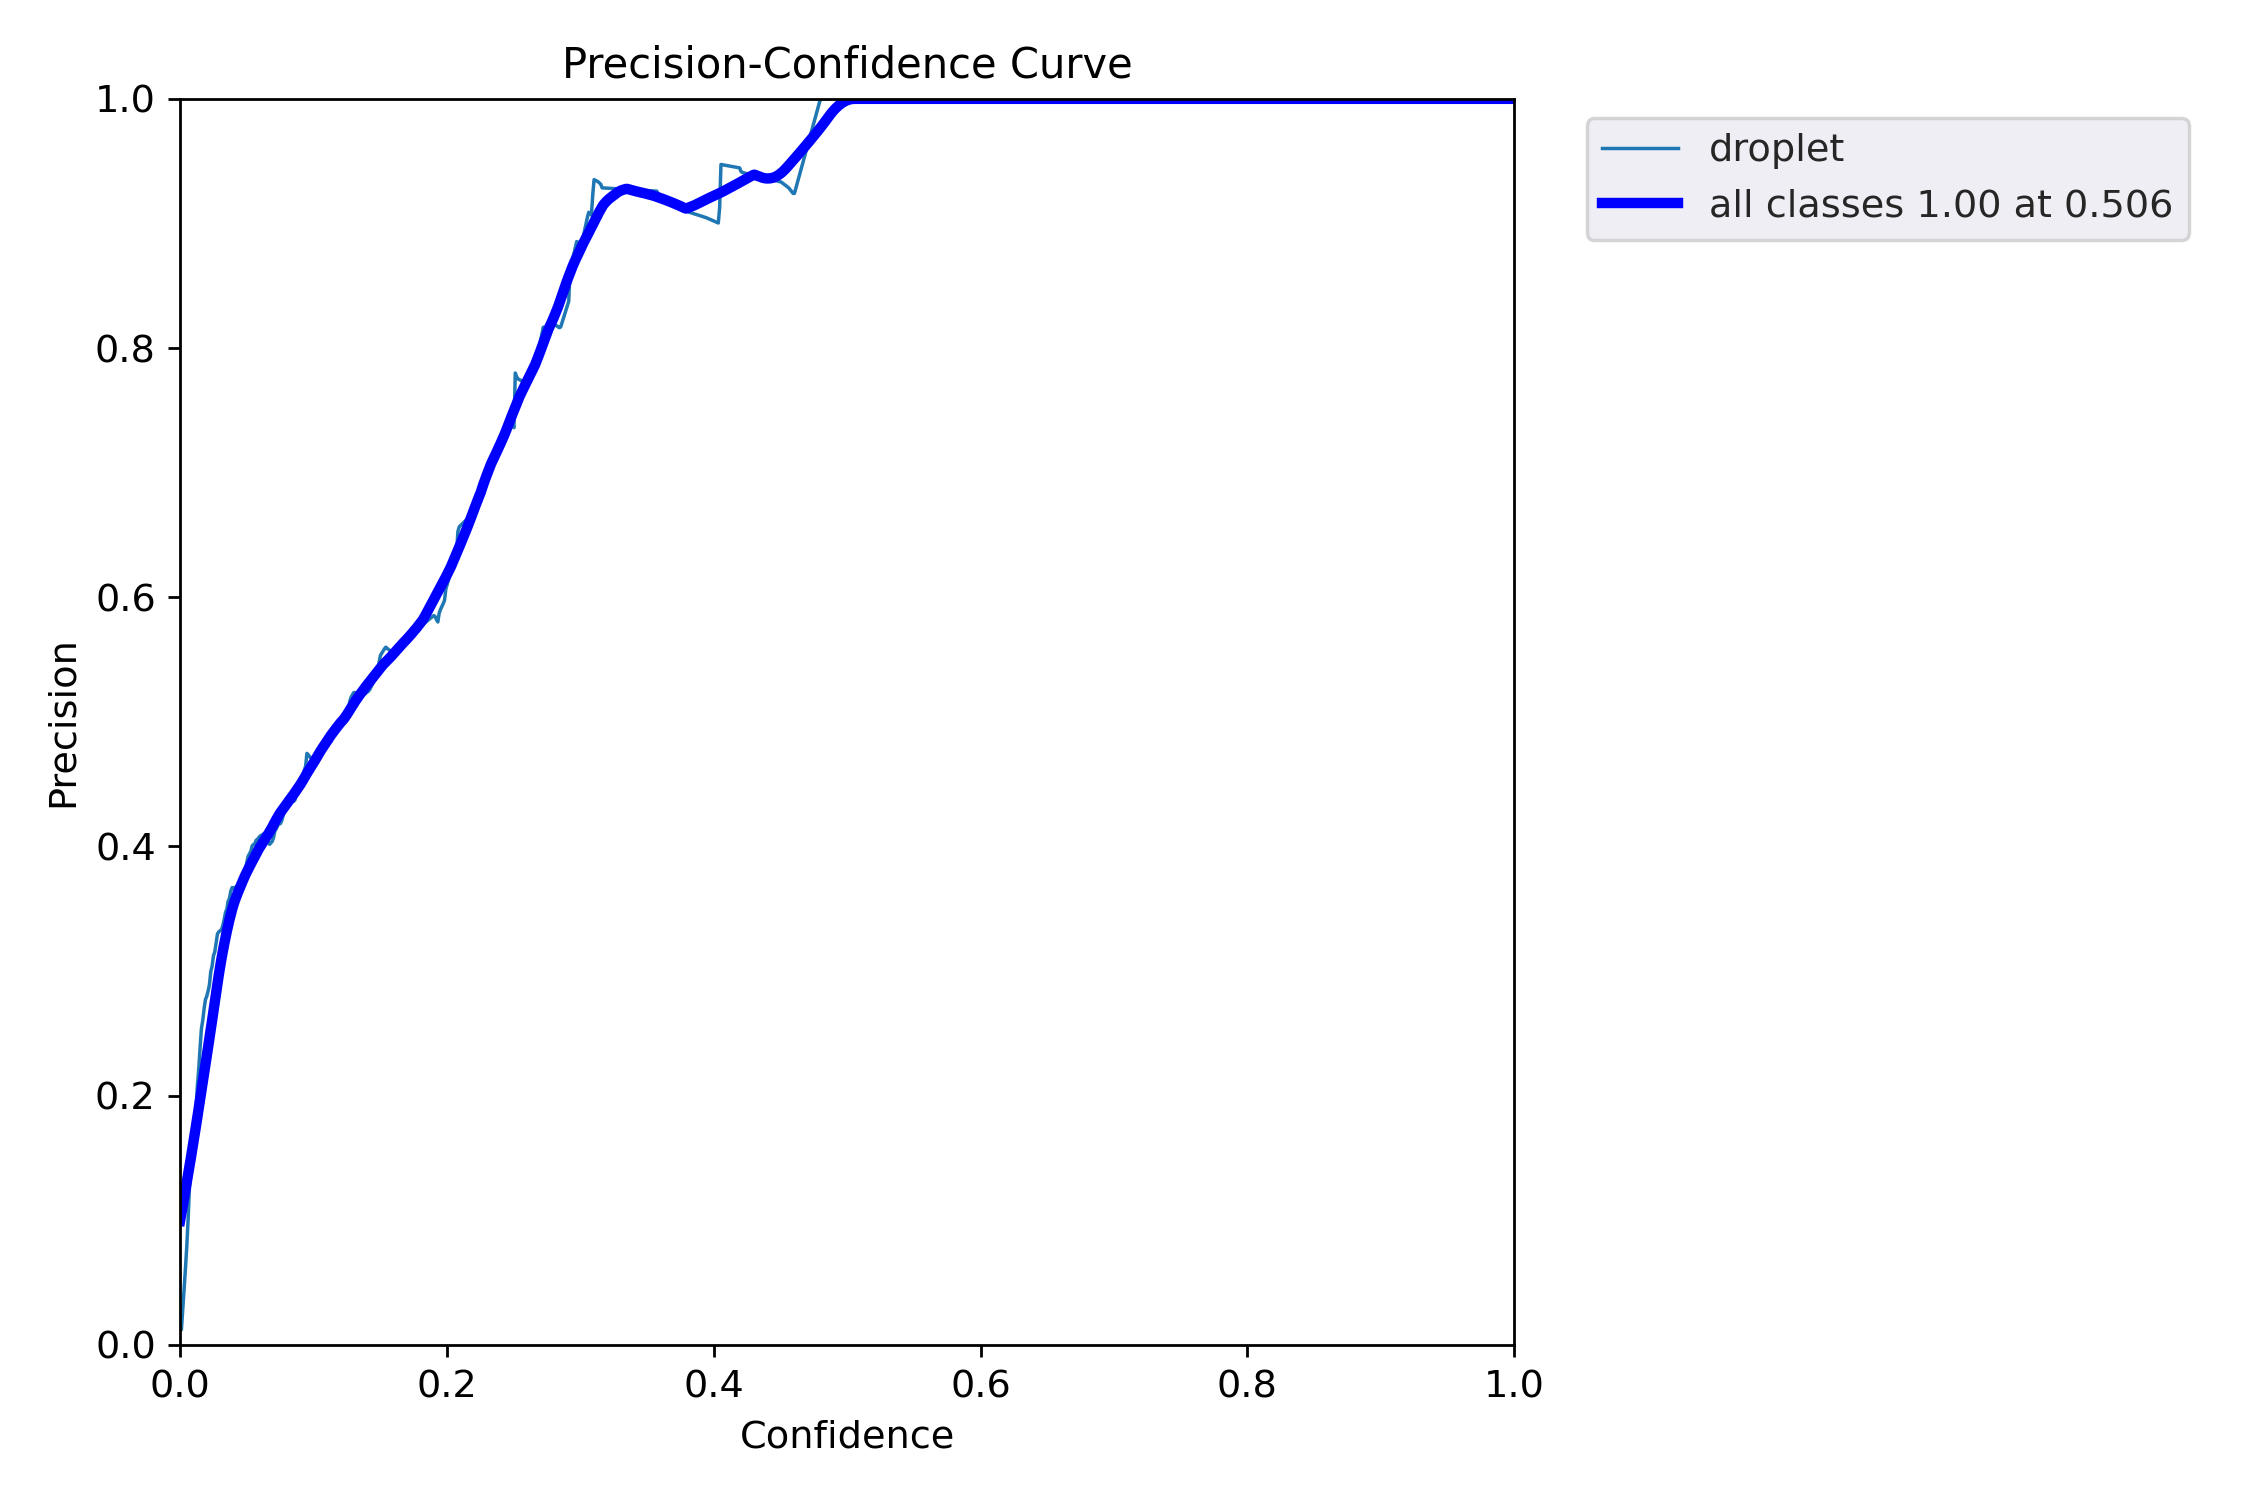 Precision-Confidence Curve
droplet
all classes 1.00 at 0.506
Precision
1.0
0.8
0.6
0.4
0.2
0.0
0.0 0.2 0.4 0.6 0.8 1.0
Confidence